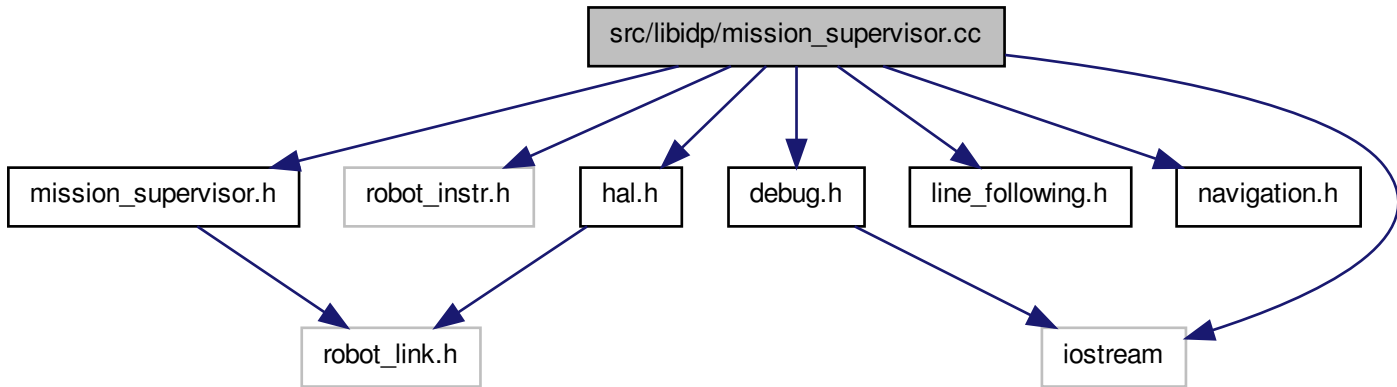 src/libidp/mission_supervisor.cc
mission_supervisor.h
robot_instr.h
hal.h
debug.h
line_following.h
navigation.h
robot_link.h
iostream